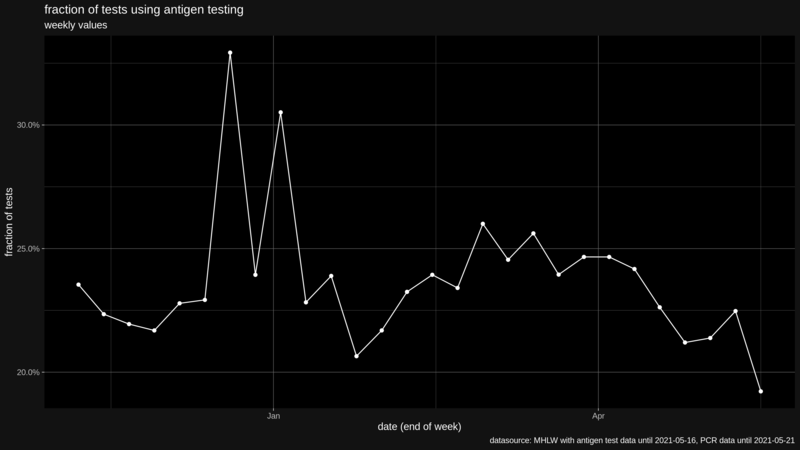 fraction of tests using antigen testing
weekly values
30.0%
25.0%
20.0%
fraction of tests
Jan
Apr
date (end of week)
datasource: MHLW with antigen test data until 2021-05-16, PCR data until 2021-05-21